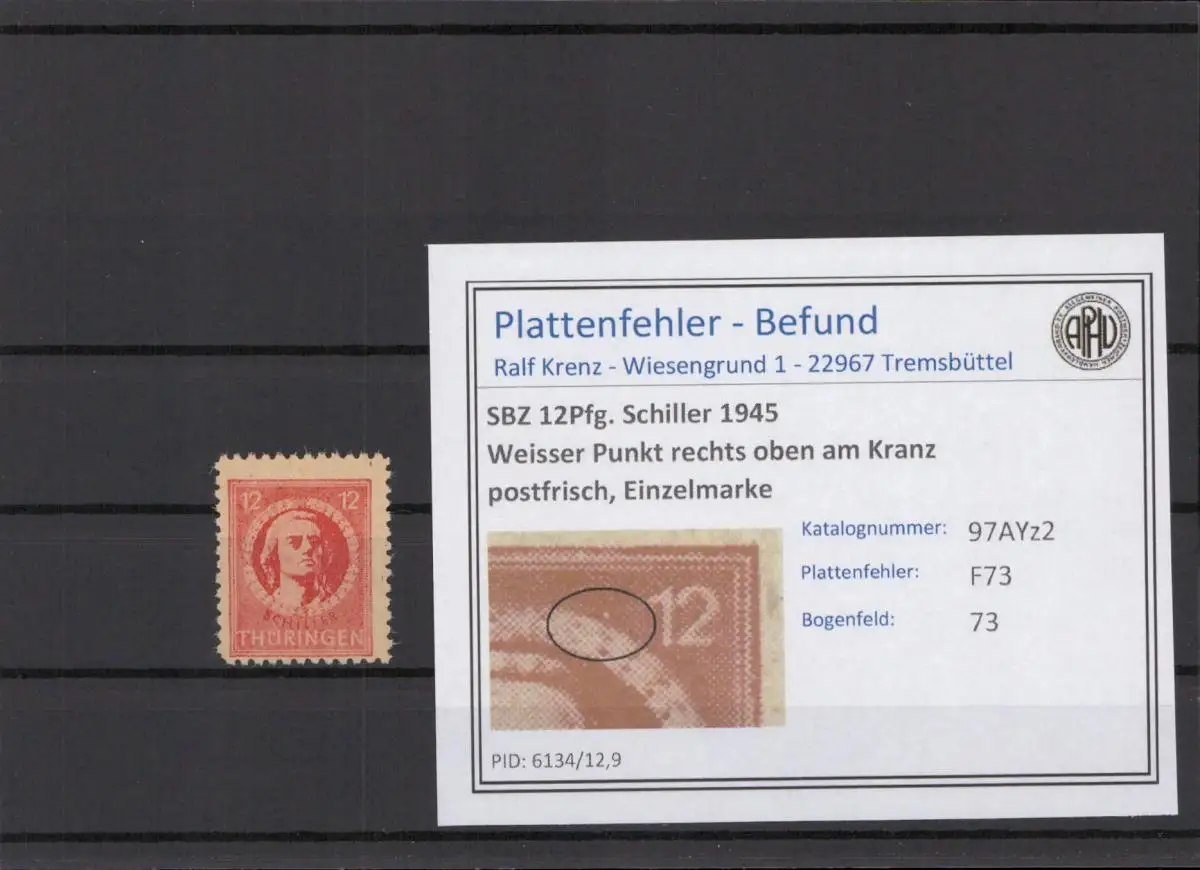 12 12
SCHILLER
THÜRINGEN
Plattenfehler - Befund
Ralf Krenz - Wiesengrund 1 - 22967 Tremsbüttel
APHV
SBZ 12Pfg. Schiller 1945
Weisser Punkt rechts oben am Kranz
postfrisch, Einzelmarke
12
Katalognummer: 97AYz2
Plattenfehler: F73
Bogenfeld: 73
PID: 6134/12,9